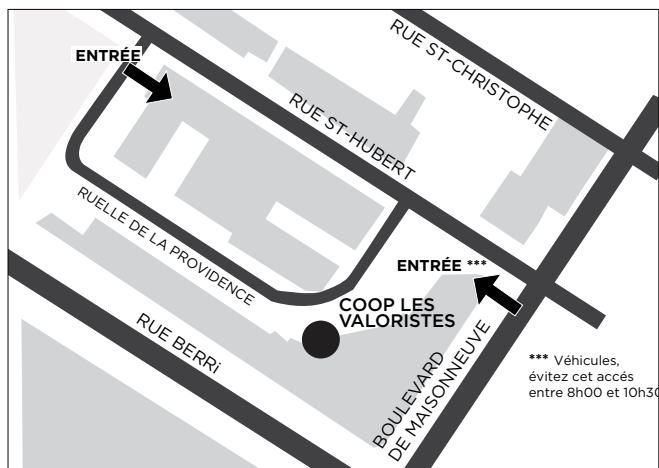 ENTRÉE
RUE ST-CHRISTOPHE
RUE ST-HUBERT
RUELLE DE LA PROVIDENCE
ENTRÉE ***
COOP LES
VALORISTES
RUE BERRi
BOULEVARD
DE MAISONNEUVE
*** Véhicules,
évitez cet accés
entre 8h00 et 10h30